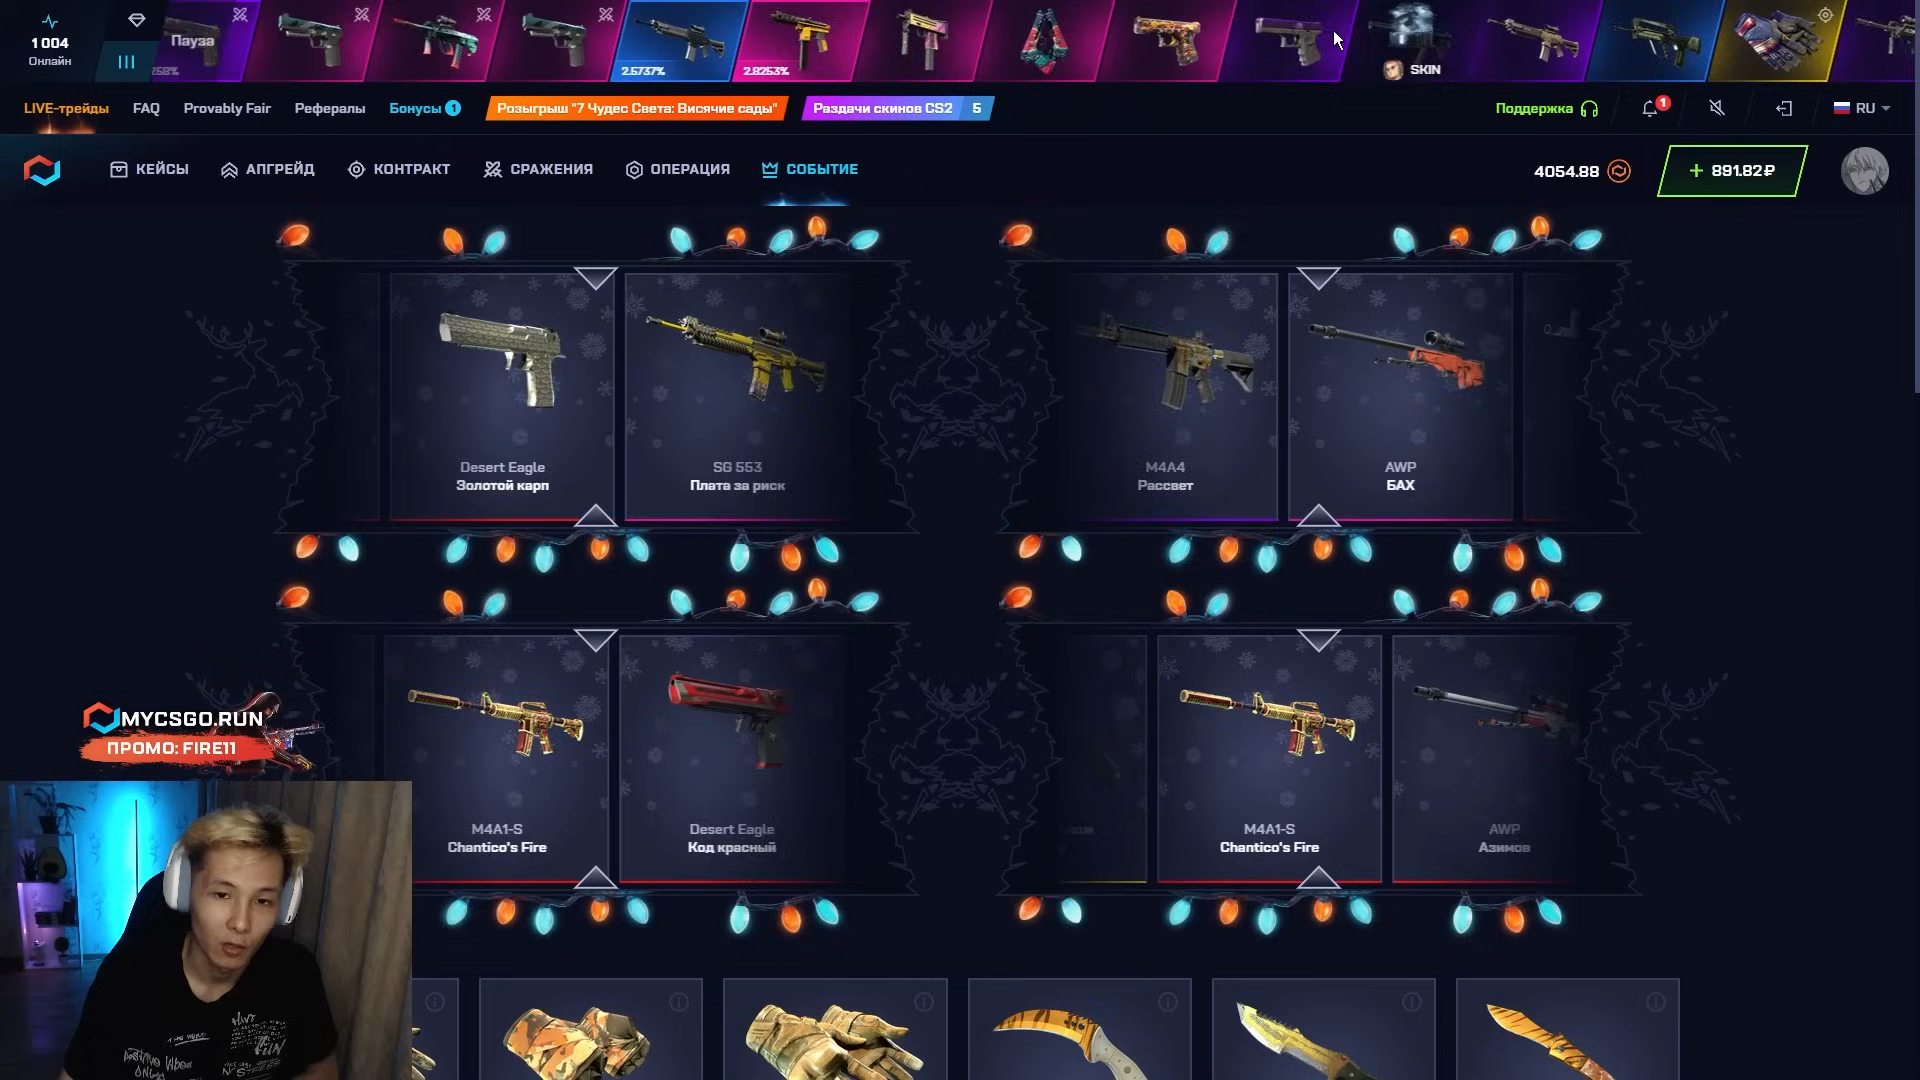 1 004
Онлайн
Пауза
258%
2.5737%
2.8253%
SKIN
LIVE-трейды
FAQ
Provably Fair
Рефералы
Бонусы 1
Розыгрыш "7 Чудес Света: Висячие сады"
Раздачи скинов CS2 5
Поддержка
1
RU
КЕЙСЫ
АПГРЕЙД
КОНТРАКТ
СРАЖЕНИЯ
ОПЕРАЦИЯ
СОБЫТИЕ
4054.88
+ 891.82 ₽
Desert Eagle
Золотой карп
SG 553
Плата за риск
M4A4
Рассвет
AWP
БАХ
M4A1-S
Chantico's Fire
Desert Eagle
Код красный
M4A1-S
Chantico's Fire
AWP
Азимов
MYCSGO.RUN
ПРОМО: FIRE11